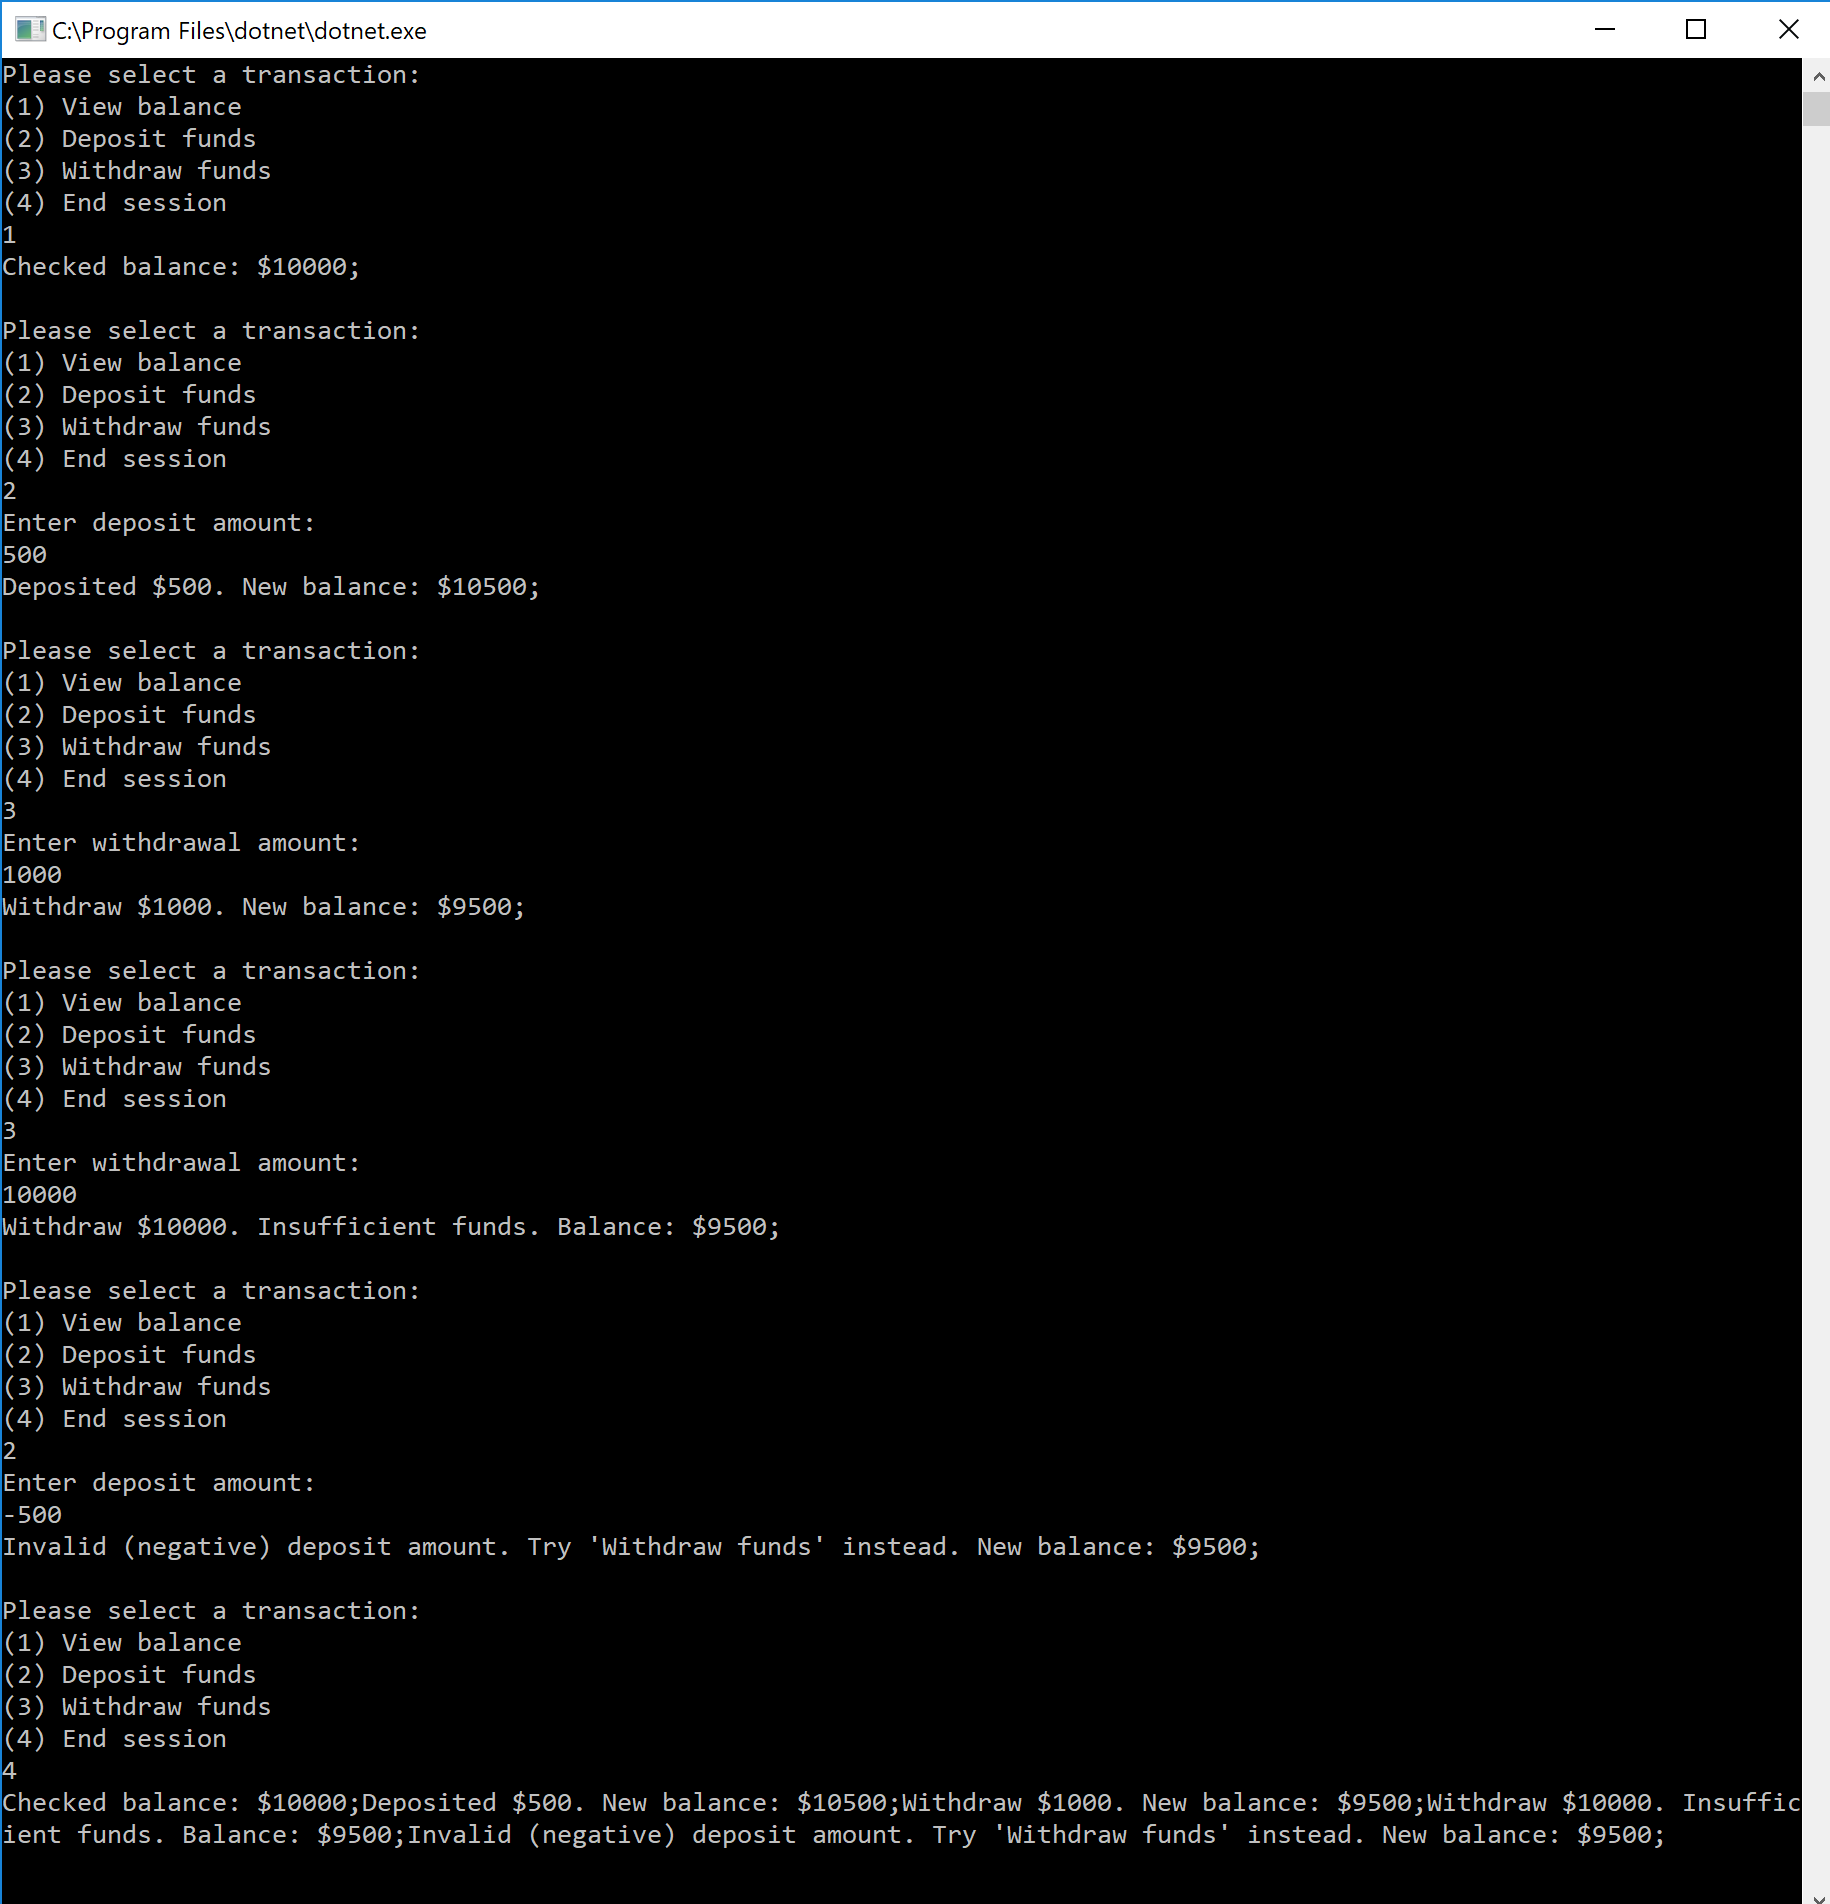 C:\Program Files\dotnet\dotnet.exe
Please select a transaction:
(1) View balance
(2) Deposit funds
(3) Withdraw funds
(4) End session
1
Checked balance: $10000;
Please select a transaction:
(1) View balance
(2) Deposit funds
(3) Withdraw funds
(4) End session
2
Enter deposit amount:
500
Deposited $500. New balance: $10500;
Please select a transaction:
(1) View balance
(2) Deposit funds
(3) Withdraw funds
(4) End session
3
Enter withdrawal amount:
1000
Withdraw $1000. New balance: $9500;
Please select a transaction:
(1) View balance
(2) Deposit funds
(3) Withdraw funds
(4) End session
3
Enter withdrawal amount:
10000
Withdraw $10000. Insufficient funds. Balance: $9500;
Please select a transaction:
(1) View balance
(2) Deposit funds
(3) Withdraw funds
(4) End session
2
Enter deposit amount:
-500
Invalid (negative) deposit amount. Try 'Withdraw funds' instead. New balance: $9500;
Please select a transaction:
(1) View balance
(2) Deposit funds
(3) Withdraw funds
(4) End session
4
Checked balance: $10000;Deposited $500. New balance: $10500;Withdraw $1000. New balance: $9500;Withdraw $10000. Insuffic
ient funds. Balance: $9500;Invalid (negative) deposit amount. Try 'Withdraw funds' instead. New balance: $9500;